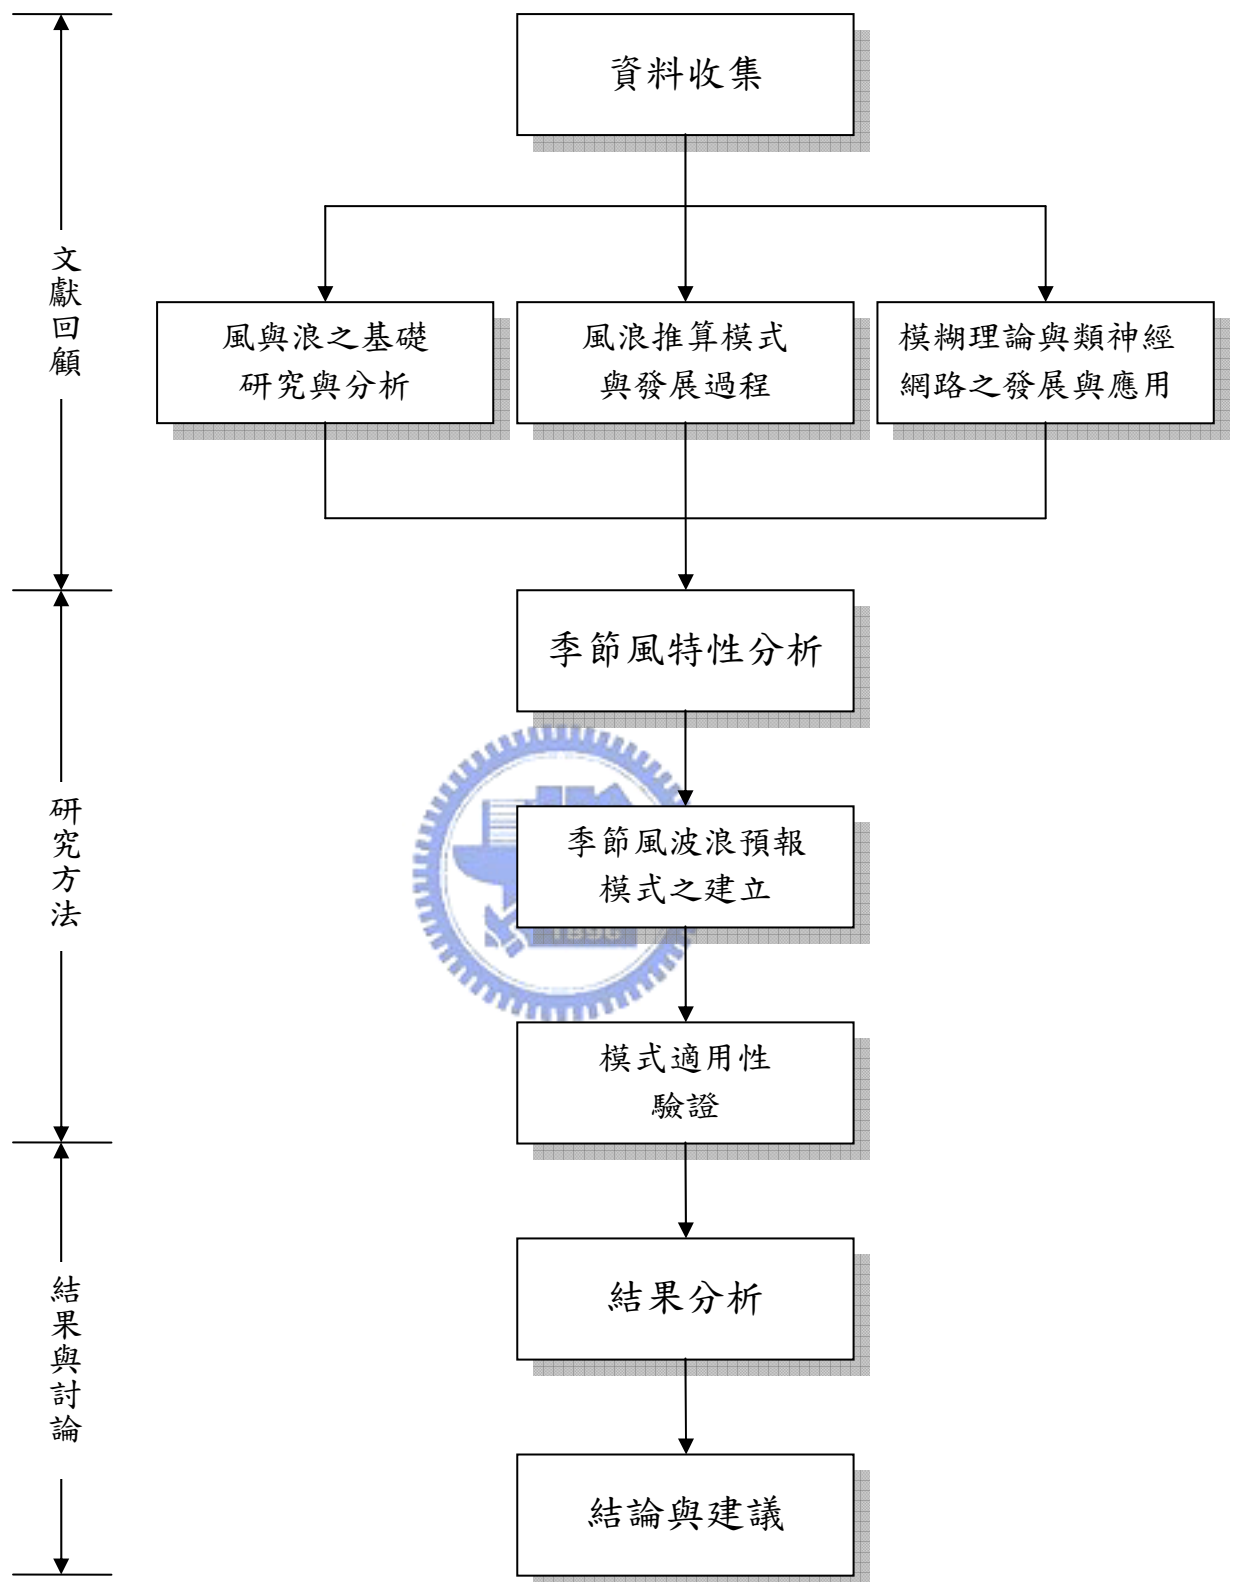 資料收集
文獻回顧
風與浪之基礎
研究與分析
風浪推算模式
與發展過程
模糊理論與類神經
網路之發展與應用
季節風特性分析
研究方法
季節風波浪預報
模式之建立
1896
模式適用性
驗證
結果與討論
結果分析
結論與建議